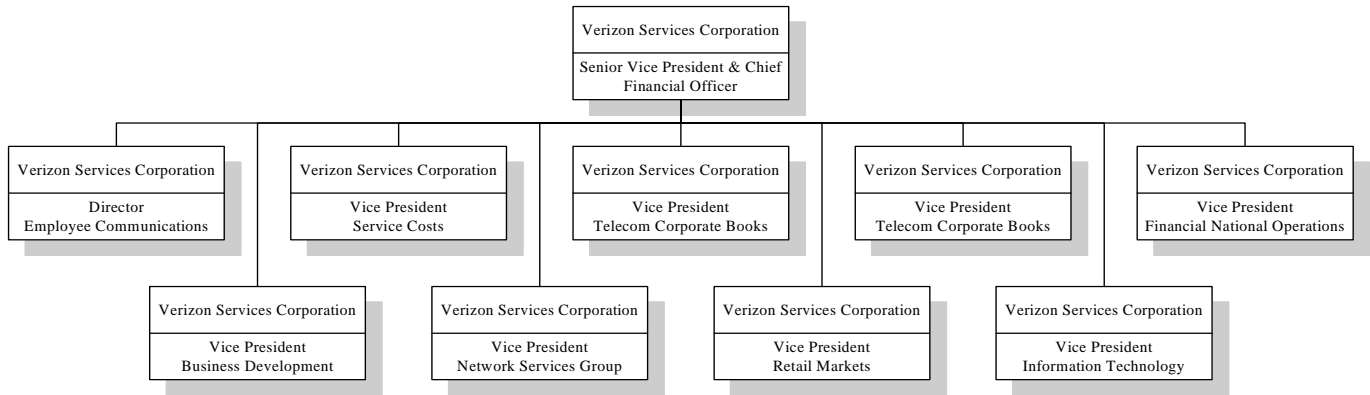 Verizon Services Corporation
Senior Vice President & Chief
Financial Officer
Verizon Services Corporation
Director
Employee Communications
Verizon Services Corporation
Vice President
Service Costs
Verizon Services Corporation
Vice President
Telecom Corporate Books
Verizon Services Corporation
Vice President
Telecom Corporate Books
Verizon Services Corporation
Vice President
Financial National Operations
Verizon Services Corporation
Vice President
Business Development
Verizon Services Corporation
Vice President
Network Services Group
Verizon Services Corporation
Vice President
Retail Markets
Verizon Services Corporation
Vice President
Information Technology